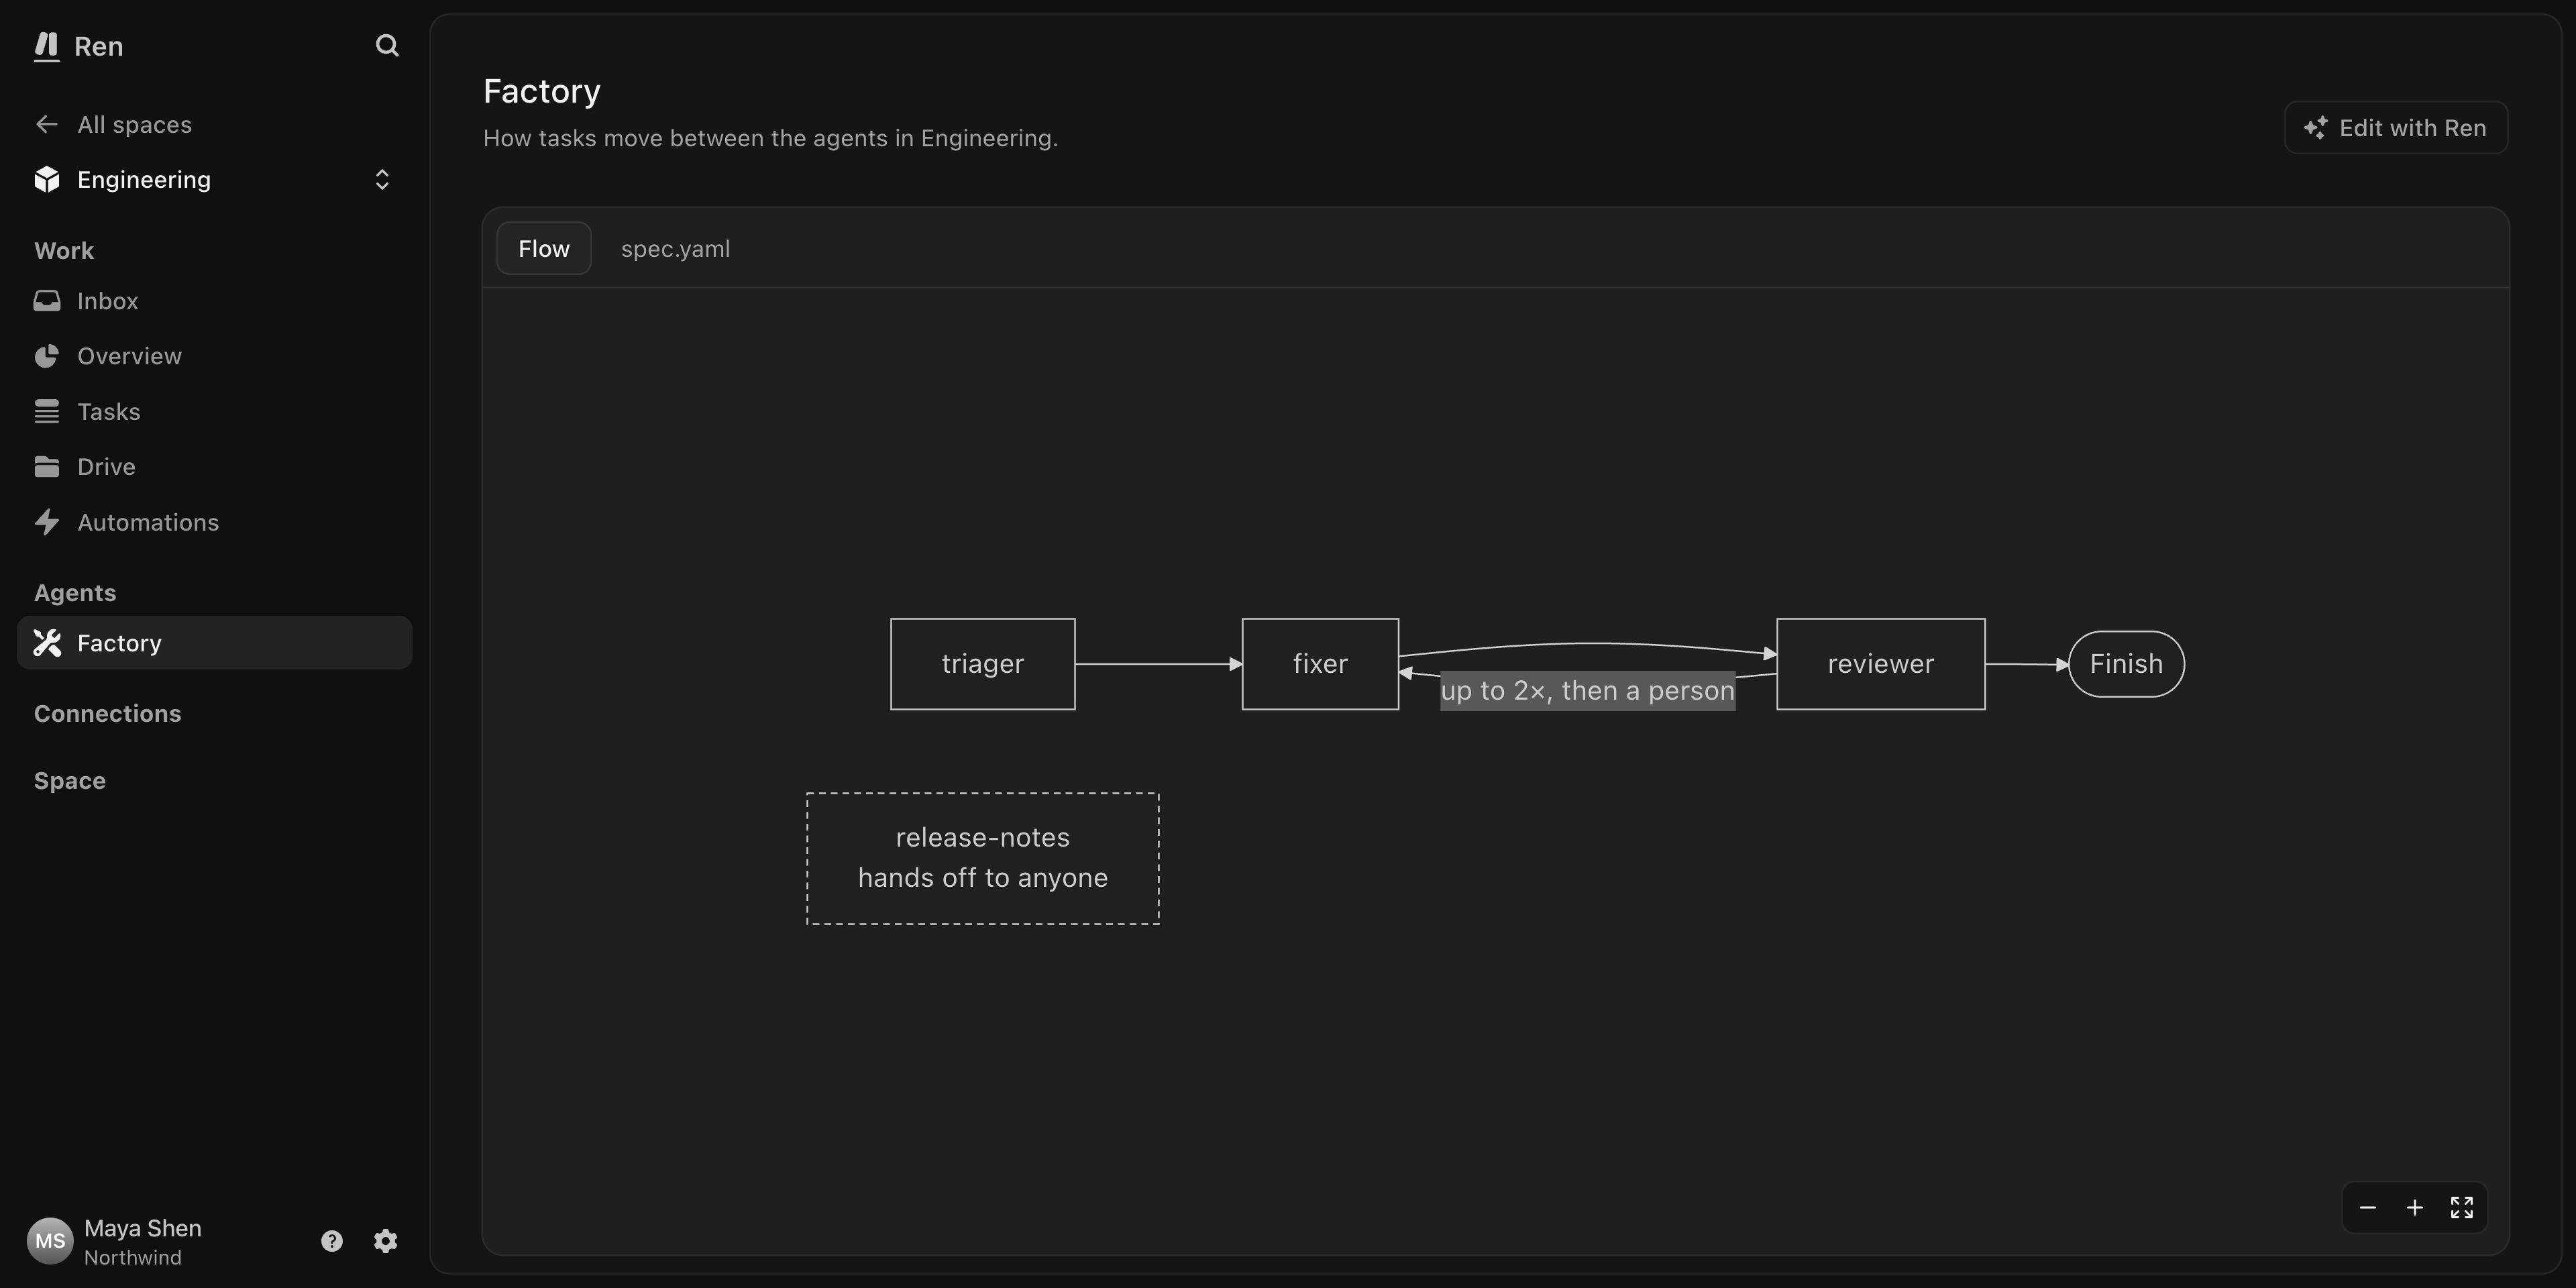 Ren
All spaces
Engineering
Work
Inbox
Overview
Tasks
Drive
Automations
Agents
Factory
Connections
Space
MS
Maya Shen
Northwind
?
Factory
How tasks move between the agents in Engineering.
Edit with Ren
Flow
spec.yaml
triager
fixer
up to 2×, then a person
reviewer
Finish
release-notes
hands off to anyone